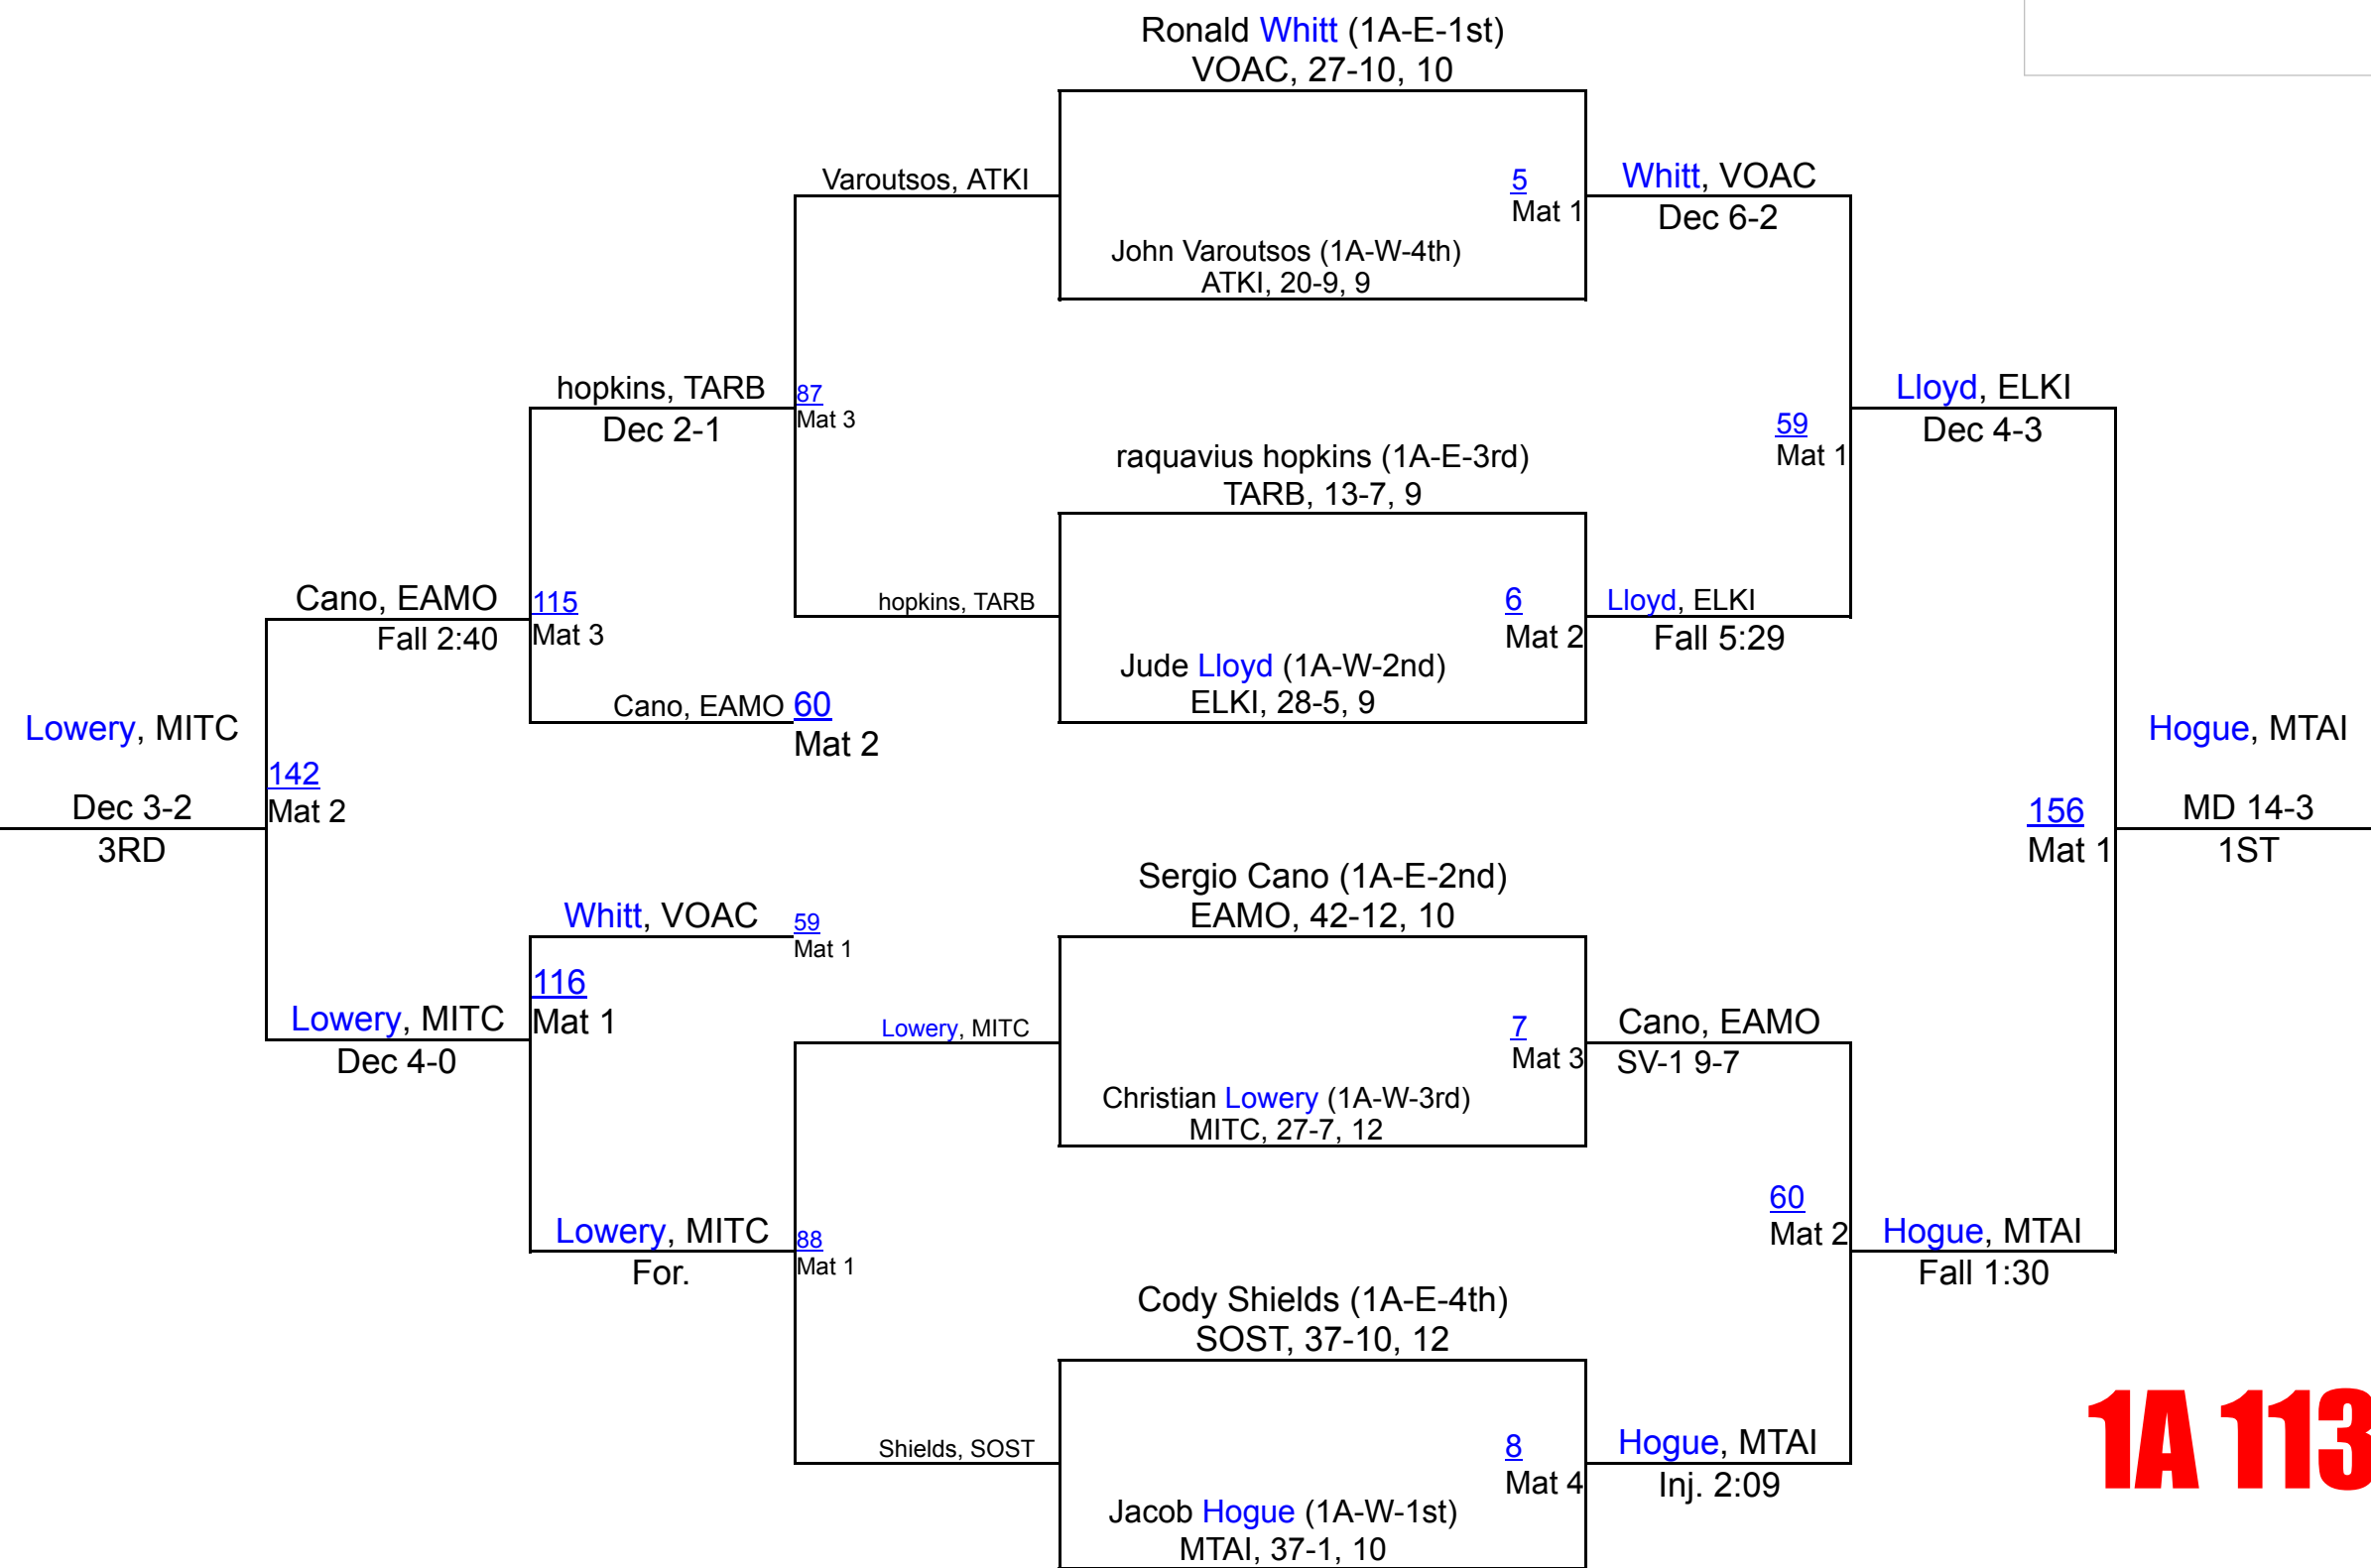 Ronald Whitt (1A-E-1st)
VOAC, 27-10, 10
Varoutsos, ATKI
5
Mat 1
Whitt, VOAC
Dec 6-2
John Varoutsos (1A-W-4th)
ATKI, 20-9, 9
hopkins, TARB
Dec 2-1
87
Mat 3
Lloyd, ELKI
Dec 4-3
59
Mat 1
raquavius hopkins (1A-E-3rd)
TARB, 13-7, 9
Cano, EAMO
Fall 2:40
115
Mat 3
hopkins, TARB
6
Mat 2
Lloyd, ELKI
Fall 5:29
Jude Lloyd (1A-W-2nd)
ELKI, 28-5, 9
Cano, EAMO
60
Mat 2
Lowery, MITC
Dec 3-2
3RD
142
Mat 2
Hogue, MTAI
MD 14-3
1ST
156
Mat 1
Sergio Cano (1A-E-2nd)
EAMO, 42-12, 10
Whitt, VOAC
59
Mat 1
116
Mat 1
Lowery, MITC
Dec 4-0
Lowery, MITC
7
Mat 3
Cano, EAMO
SV-1 9-7
Christian Lowery (1A-W-3rd)
MITC, 27-7, 12
60
Mat 2
Lowery, MITC
For.
88
Mat 1
Hogue, MTAI
Fall 1:30
Cody Shields (1A-E-4th)
SOST, 37-10, 12
Shields, SOST
8
Mat 4
Hogue, MTAI
Inj. 2:09
1A 113
Jacob Hogue (1A-W-1st)
MTAI, 37-1, 10